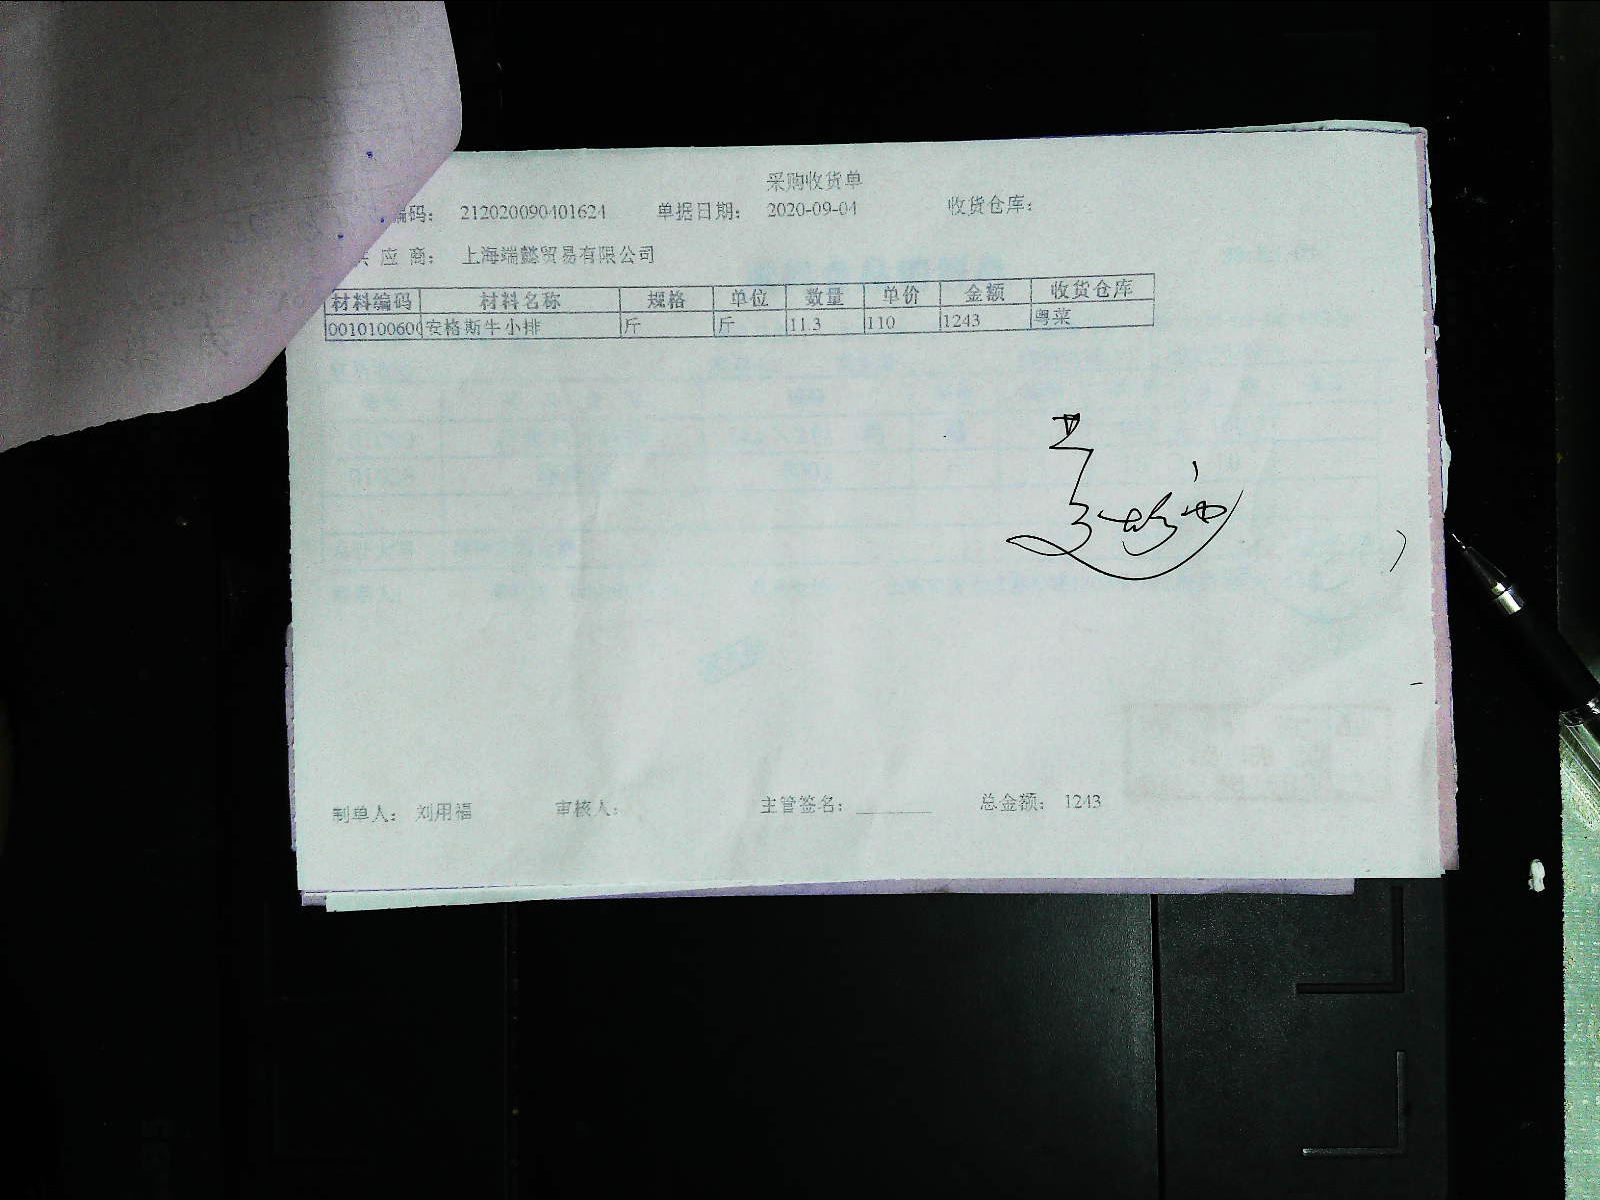 采购收货单
编码： 212020090401624 单据日期： 2020-09-04 收货仓库：
供 应 商： 上海端懿贸易有限公司
材料编码 材料名称 规格 单位 数量 单价 金额 收货仓库
0010100600 安格斯牛小排 斤 斤 11.3 110 1243 粤菜
制单人： 刘用福 审核人： 主管签名： 总金额： 1243